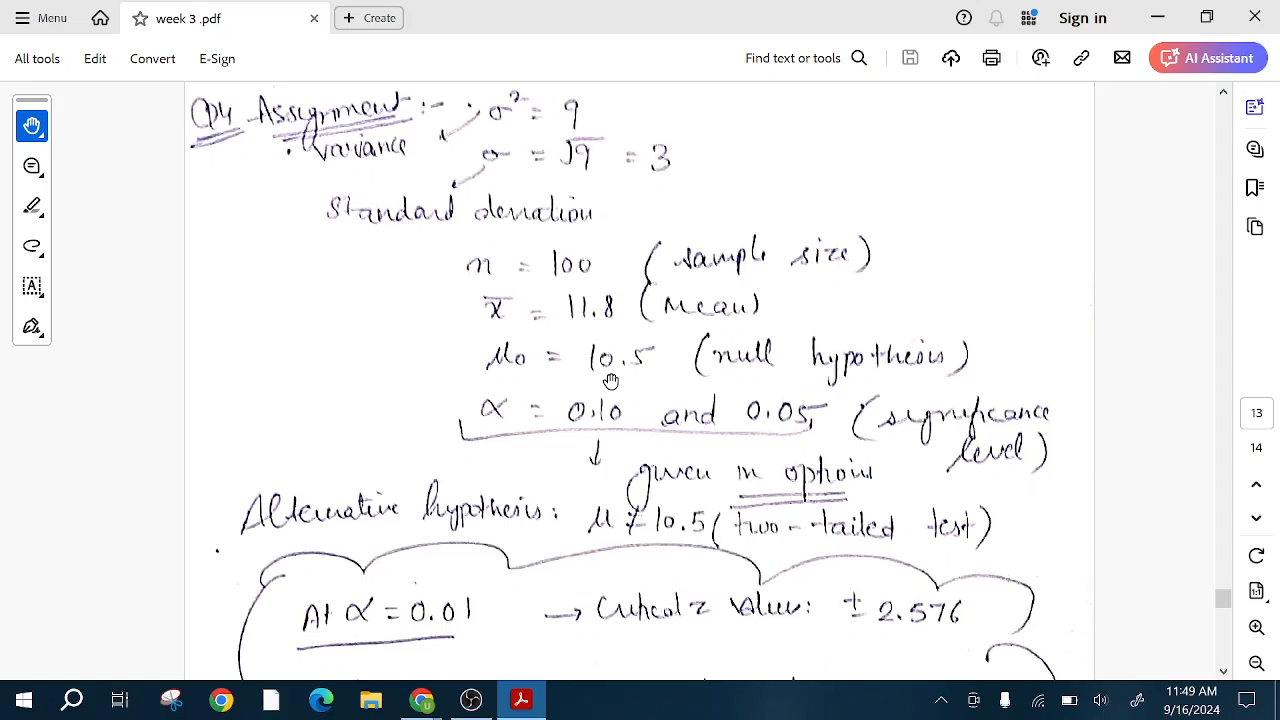 Menu week 3 .pdf Create Sign in
All tools Edit Convert E-Sign Find text or tools AI Assistant
Q4 Assignment :- σ² = 9
variance σ = √9 = 3
Standard deviation
n = 100 (sample size)
x̄ = 11.8 (Mean)
μ0 = 10.5 (null hypothesis)
α = 0.10 and 0.05, (significance level)
given in option
Alternative hypothesis: μ ≠ 10.5 (two-tailed test)
At α = 0.01 → Critical z values: ± 2.576
13
14
11:49 AM
9/16/2024